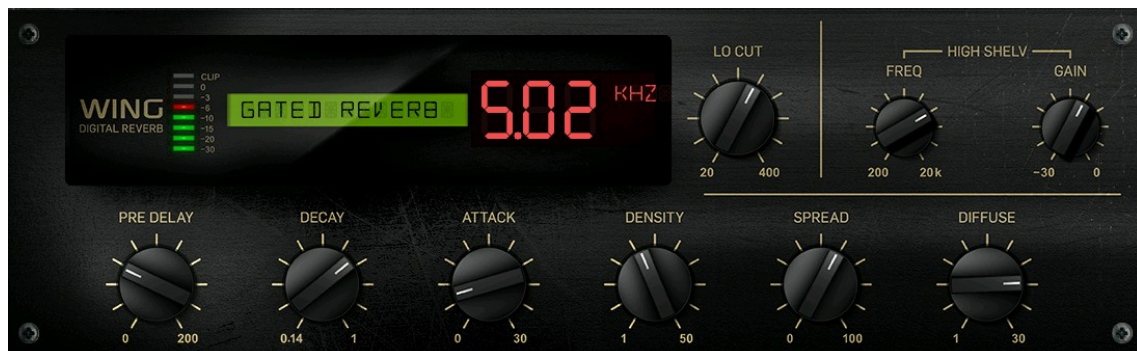 LO CUT
HIGH SHELV
FREQ
GAIN
CLIP
0
-3
-6
-10
-15
-20
-30
WING
DIGITAL REVERB
GATED REVERB
5.02
KHZ
20 400
200 20k
-30 0
PRE DELAY
DECAY
ATTACK
DENSITY
SPREAD
DIFFUSE
0 200
0.14 1
0 30
1 50
0 100
1 30